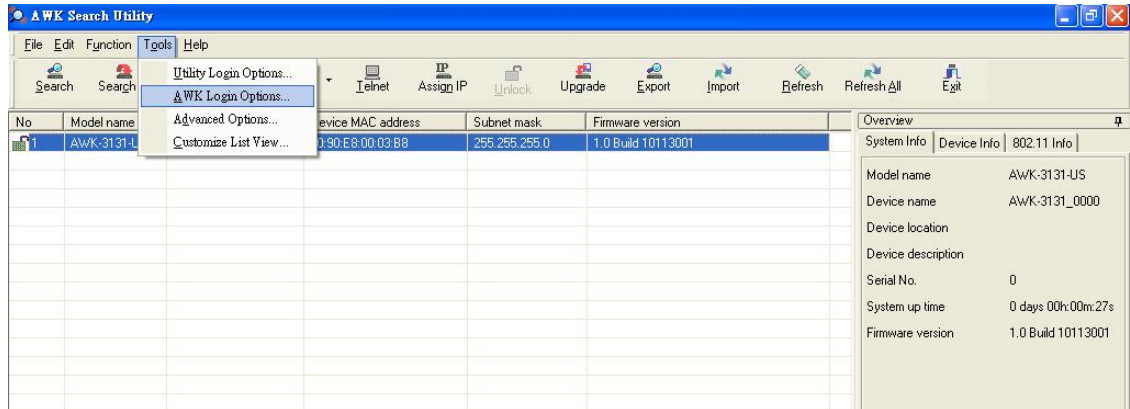 AWK Search Utility
File Edit Function Tools Help
Search Search Telnet Assign IP Unlock Upgrade Export Import Refresh Refresh All Exit
Utility Login Options...
AWK Login Options...
Advanced Options...
Customize List View...
No Model name evice MAC address Subnet mask Firmware version
1 AWK-3131-U 0:90:E8:00:03:B8 255.255.255.0 1.0 Build 10113001
Overview
System Info Device Info 802.11 Info
Model name AWK-3131-US
Device name AWK-3131_0000
Device location
Device description
Serial No. 0
System up time 0 days 00h:00m:27s
Firmware version 1.0 Build 10113001